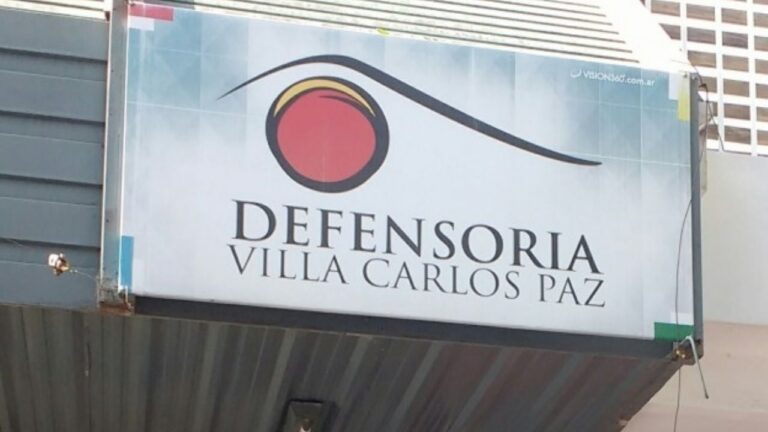 VISION360.com.ar
DEFENSORIA
VILLA CARLOS PAZ